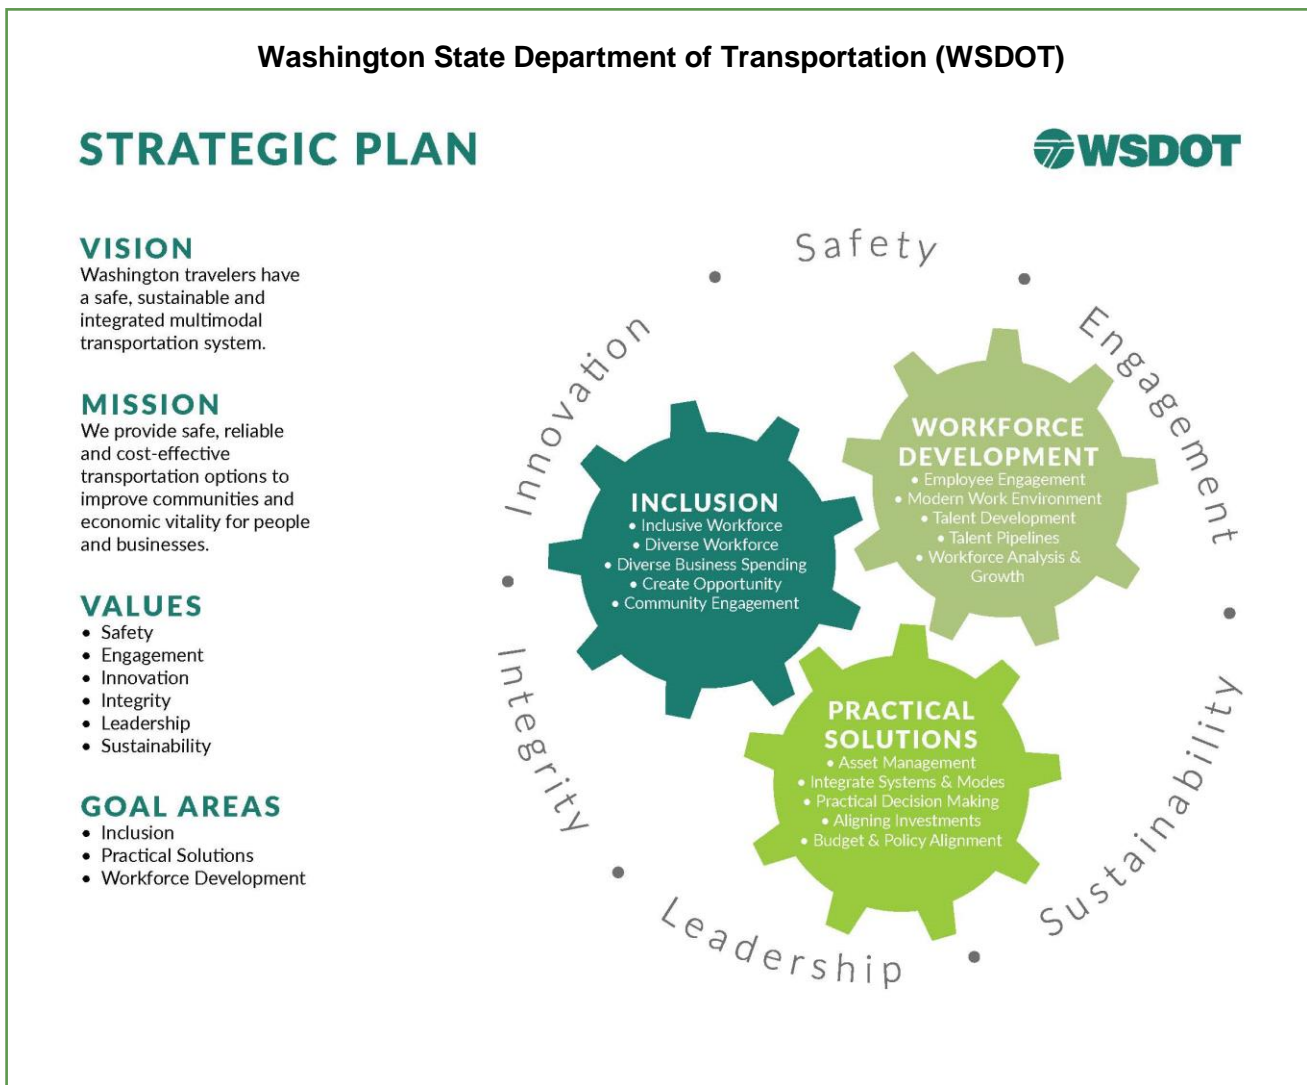 Washington State Department of Transportation (WSDOT)
STRATEGIC PLAN
WSDOT
VISION
Washington travelers have
a safe, sustainable and
integrated multimodal
transportation system.
MISSION
We provide safe, reliable
and cost-effective
transportation options to
improve communities and
economic vitality for people
and businesses.
VALUES
• Safety
• Engagement
• Innovation
• Integrity
• Leadership
• Sustainability
GOAL AREAS
• Inclusion
• Practical Solutions
• Workforce Development
Safety
Engagement
Sustainability
Leadership
Integrity
Innovation
INCLUSION
• Inclusive Workforce
• Diverse Workforce
• Diverse Business Spending
• Create Opportunity
• Community Engagement
WORKFORCE
DEVELOPMENT
• Employee Engagement
• Modern Work Environment
• Talent Development
• Talent Pipelines
• Workforce Analysis &
Growth
PRACTICAL
SOLUTIONS
• Asset Management
• Integrate Systems & Modes
• Practical Decision Making
• Aligning Investments
• Budget & Policy Alignment